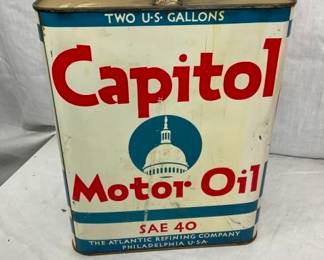 TWO U·S· GALLONS
Capitol
Motor Oil
SAE 40
THE ATLANTIC REFINING COMPANY
PHILADELPHIA U·S·A·